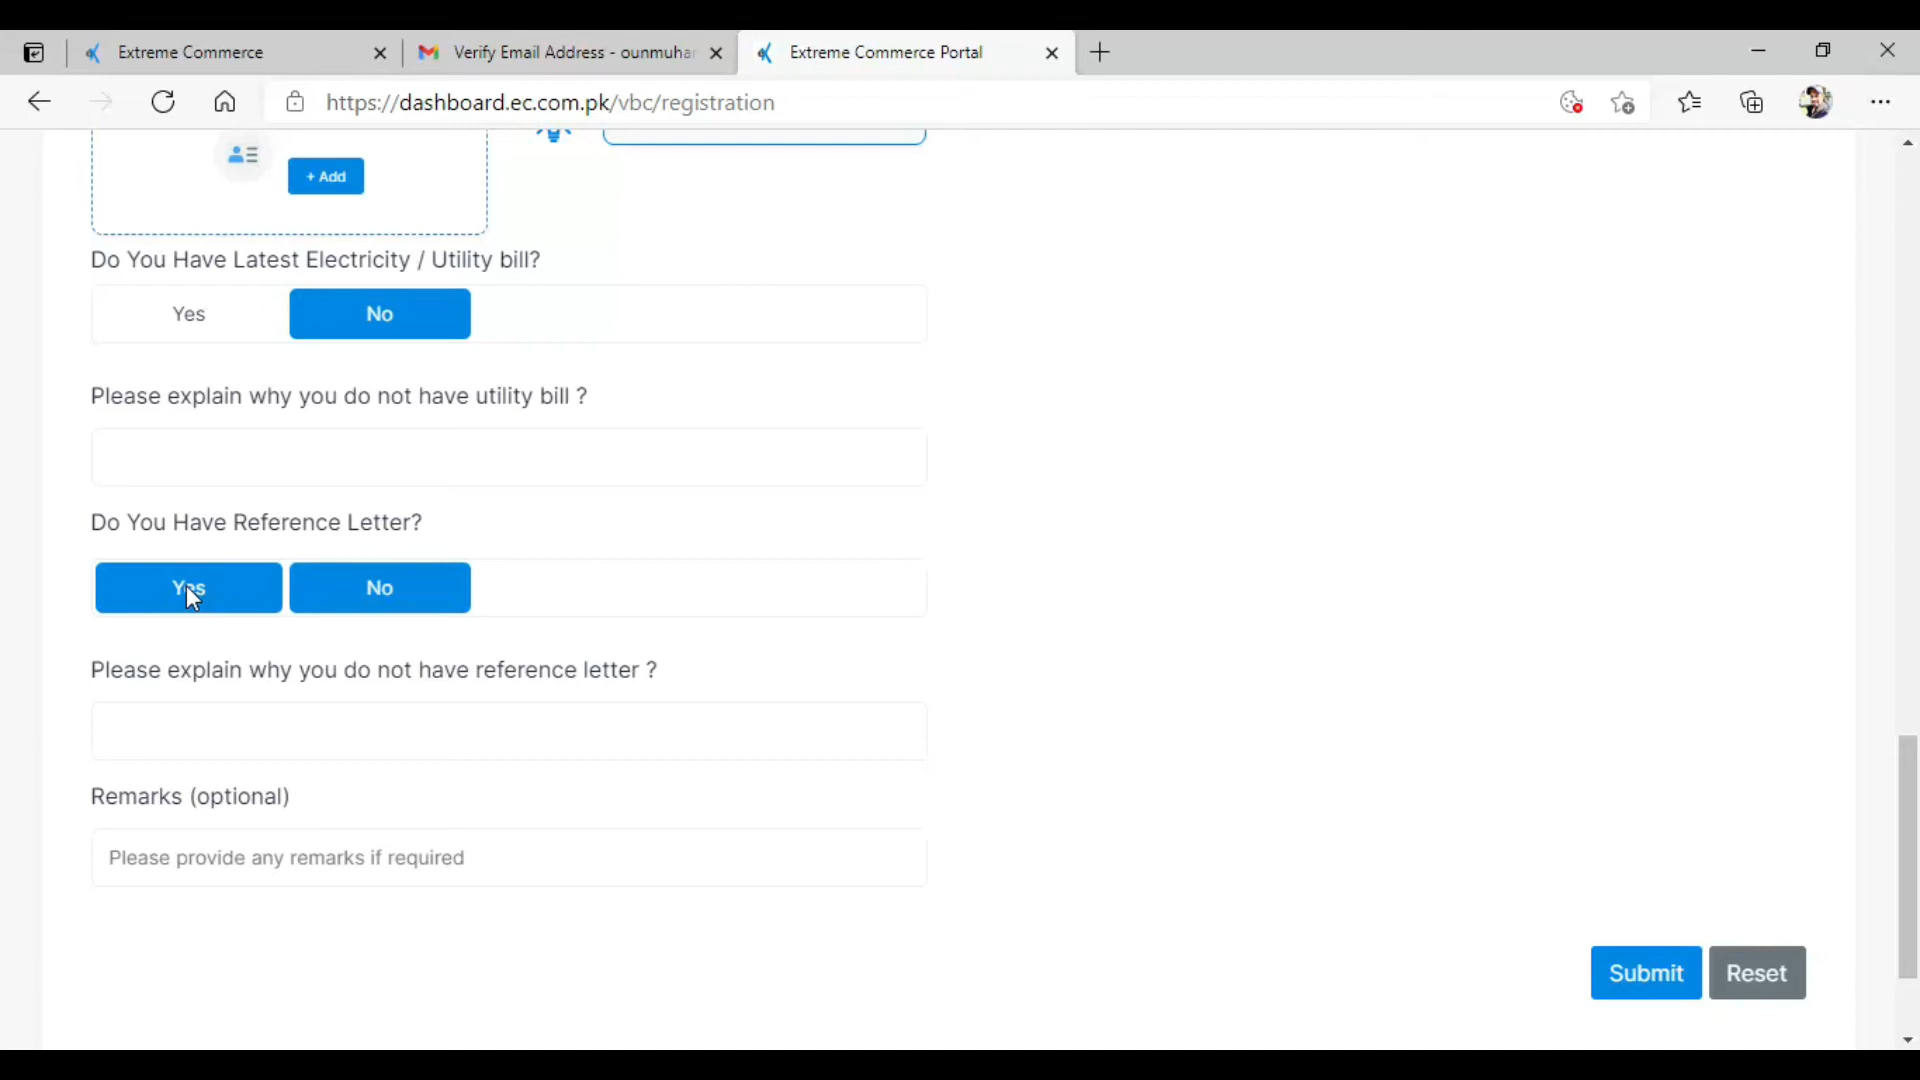 Extreme Commerce
Verify Email Address - ounmuhar
Extreme Commerce Portal
https://dashboard.ec.com.pk/vbc/registration
+ Add
Do You Have Latest Electricity / Utility bill?
Yes
No
Please explain why you do not have utility bill ?
Do You Have Reference Letter?
Yes
No
Please explain why you do not have reference letter ?
Remarks (optional)
Please provide any remarks if required
Submit
Reset